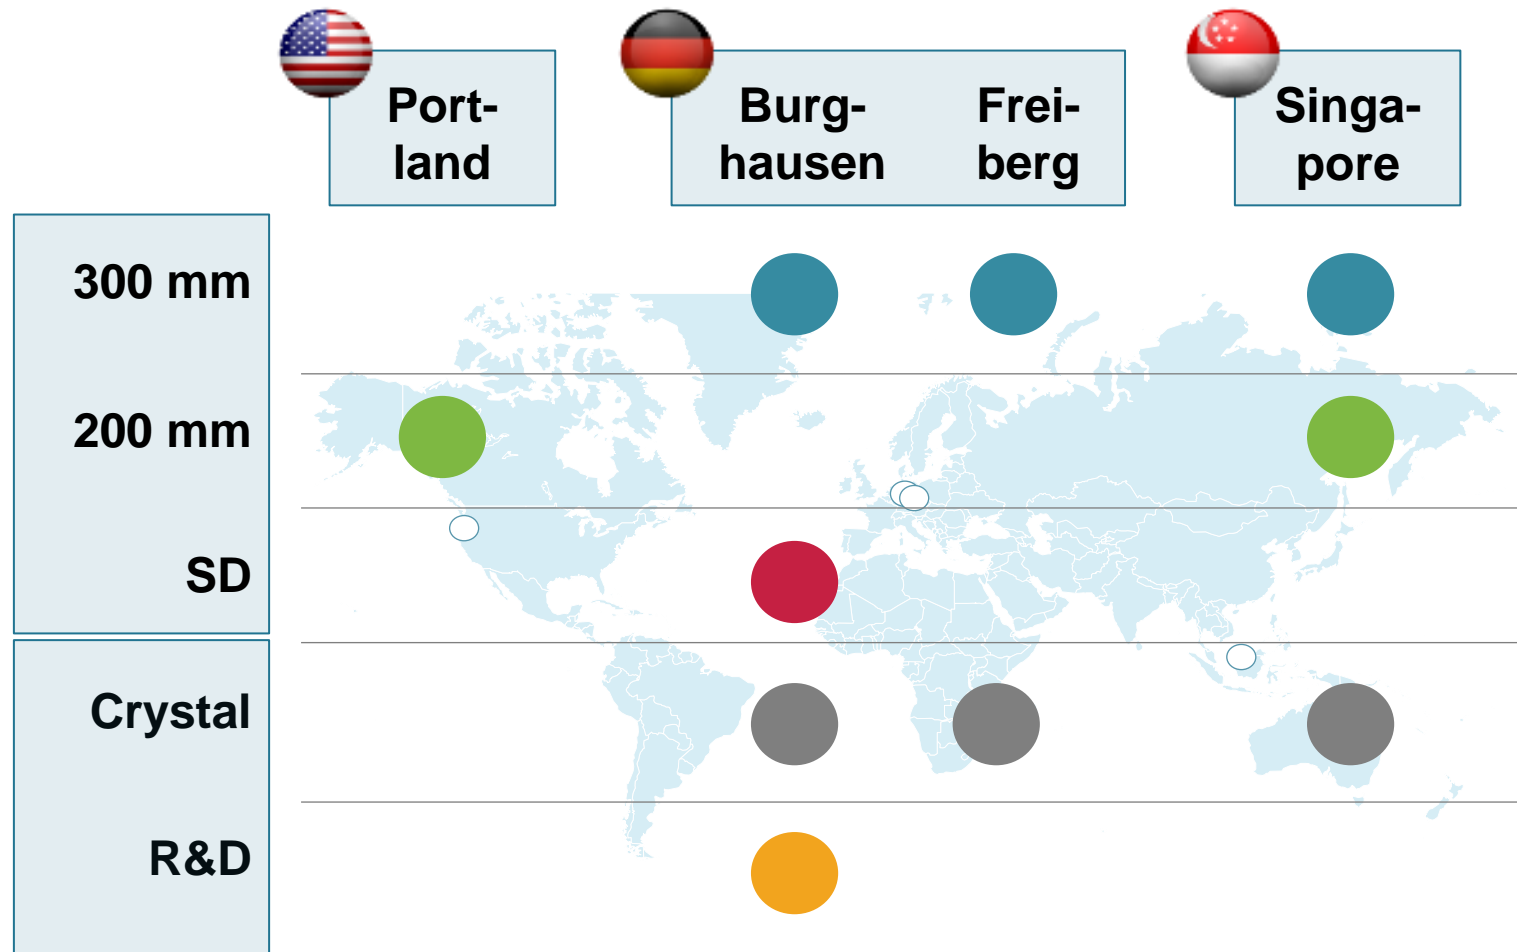 Port-
land
Burg-
hausen
Frei-
berg
Singa-
pore
300 mm
200 mm
SD
Crystal
R&D